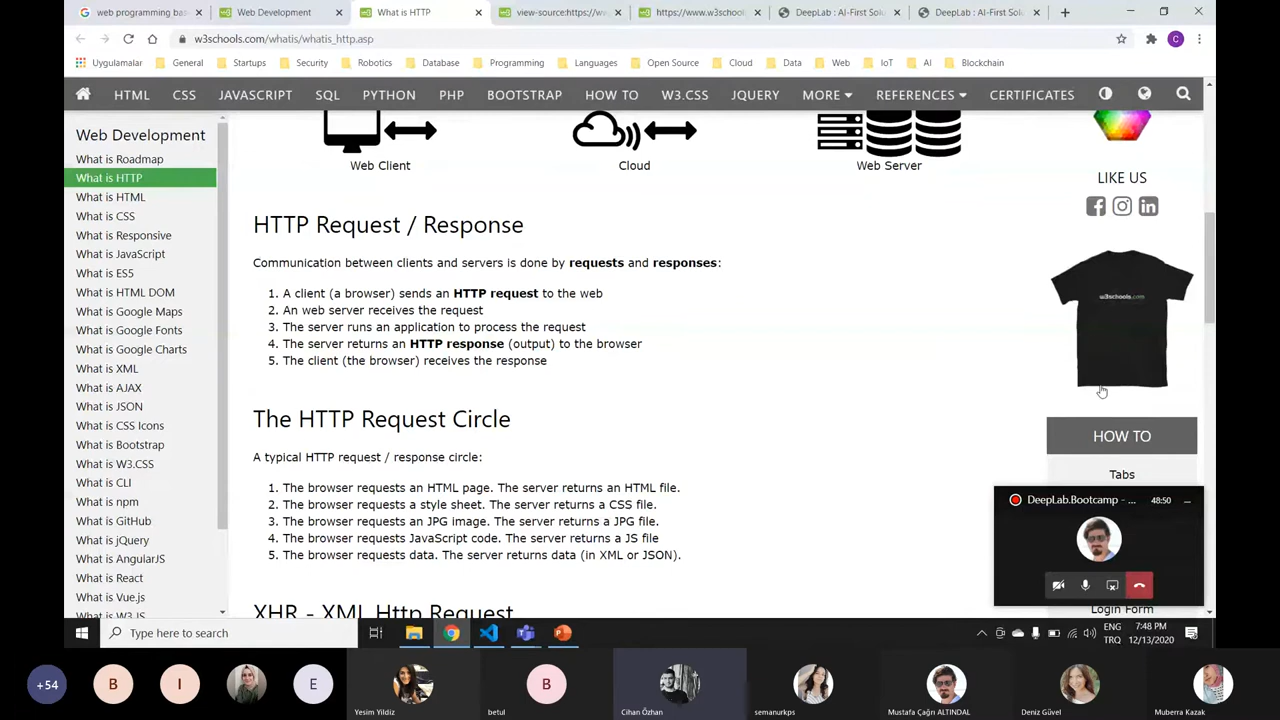 web programming bas
Web Development
What is HTTP
view-source:https://www
https://www.w3schools
DeepLab : AI-First Solu
DeepLab : AI-First Solu
w3schools.com/whatis/whatis_http.asp
C
Uygulamalar
General
Startups
Security
Robotics
Database
Programming
Languages
Open Source
Cloud
Data
Web
IoT
AI
Blockchain
HTML
CSS
JAVASCRIPT
SQL
PYTHON
PHP
BOOTSTRAP
HOW TO
W3.CSS
JQUERY
MORE
REFERENCES
CERTIFICATES
Web Development
What is Roadmap
What is HTTP
What is HTML
What is CSS
What is Responsive
What is JavaScript
What is ES5
What is HTML DOM
What is Google Maps
What is Google Fonts
What is Google Charts
What is XML
What is AJAX
What is JSON
What is CSS Icons
What is Bootstrap
What is W3.CSS
What is CLI
What is npm
What is GitHub
What is jQuery
What is AngularJS
What is React
What is Vue.js
What is W3.JS
Web Client
Cloud
Web Server
HTTP Request / Response
Communication between clients and servers is done by requests and responses:
1. A client (a browser) sends an HTTP request to the web
2. An web server receives the request
3. The server runs an application to process the request
4. The server returns an HTTP response (output) to the browser
5. The client (the browser) receives the response
The HTTP Request Circle
A typical HTTP request / response circle:
1. The browser requests an HTML page. The server returns an HTML file.
2. The browser requests a style sheet. The server returns a CSS file.
3. The browser requests an JPG image. The server returns a JPG file.
4. The browser requests JavaScript code. The server returns a JS file
5. The browser requests data. The server returns data (in XML or JSON).
XHR - XML Http Request
LIKE US
w3schools.com
HOW TO
Tabs
Login Form
DeepLab.Bootcamp - ...
48:50
Type here to search
ENG
TRQ
7:48 PM
12/13/2020
+54
B
I
E
Yesim Yildiz
B
betul
Cihan Özhan
semanurkps
Mustafa Çağrı ALTINDAL
Deniz Güvel
Muberra Kazak